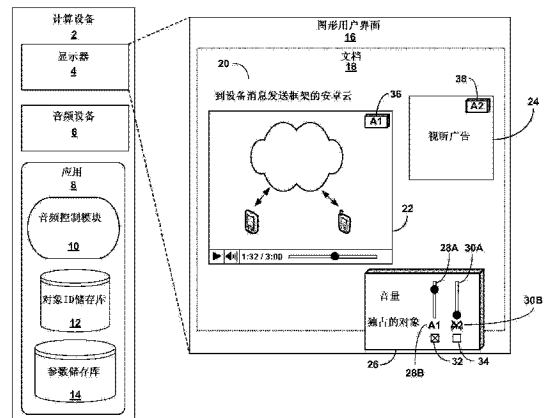 计算设备
2
显示器
4
音频设备
6
应用
8
音频控制模块
10
对象ID储存库
12
参数储存库
14
图形用户界面
16
文档
18
20
到设备消息发送框架的安卓云
36
A1
38
A2
24
视听广告
22
1:32 / 3:00
28A
30A
音量
独占的对象
A1
A2
30B
32
34
26
28B